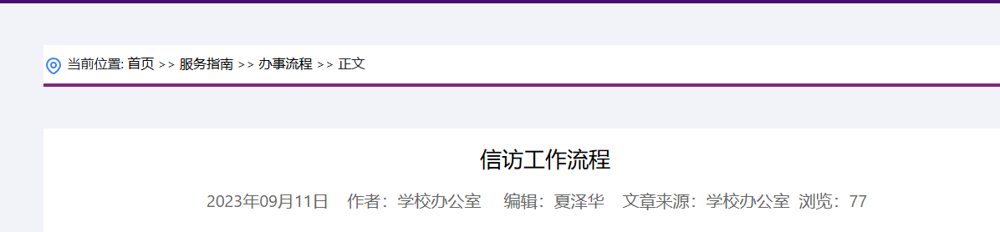 当前位置: 首页 >> 服务指南 >> 办事流程 >> 正文
信访工作流程
2023年09月11日 作者：学校办公室 编辑：夏泽华 文章来源：学校办公室 浏览：77